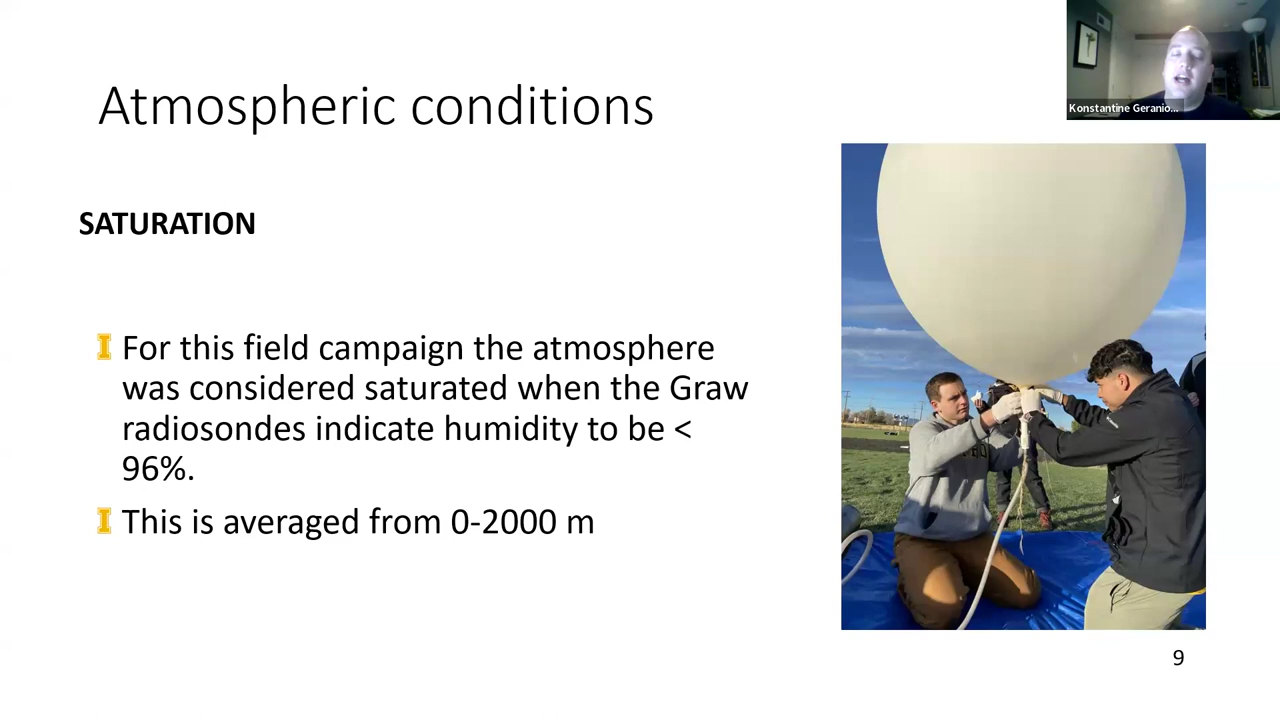 Konstantine Geranio...
Atmospheric conditions
SATURATION
For this field campaign the atmosphere
was considered saturated when the Graw
radiosondes indicate humidity to be <
96%.
This is averaged from 0-2000 m
9